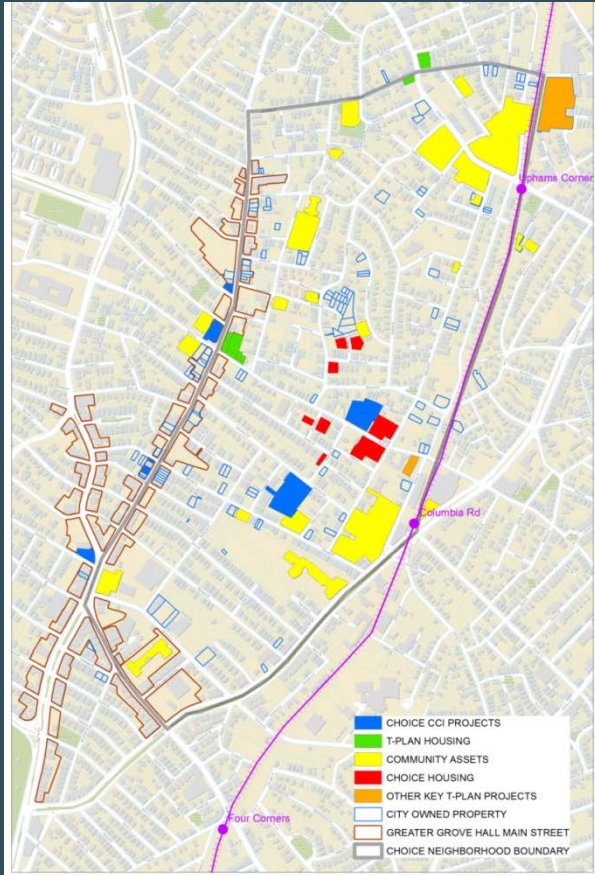 Uphams Corner
Columbia Rd
Four Corners
CHOICE CCI PROJECTS
T-PLAN HOUSING
COMMUNITY ASSETS
CHOICE HOUSING
OTHER KEY T-PLAN PROJECTS
CITY OWNED PROPERTY
GREATER GROVE HALL MAIN STREET
CHOICE NEIGHBORHOOD BOUNDARY